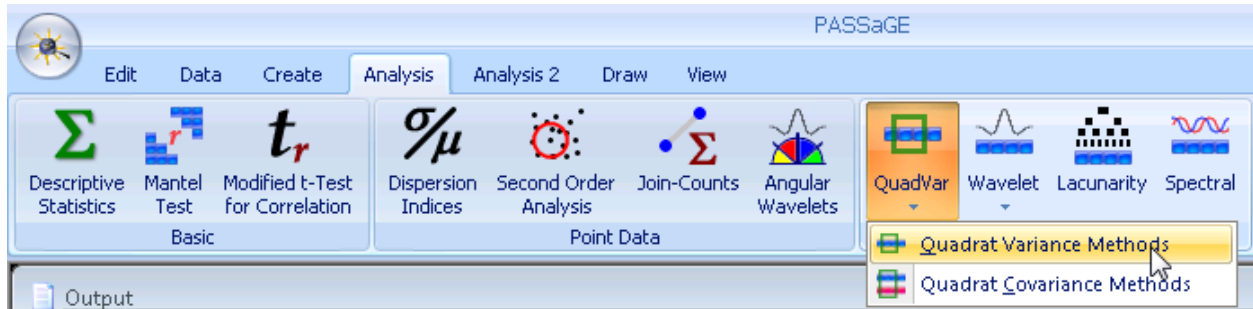 PASSaGE
Edit Data Create Analysis Analysis 2 Draw View
Descriptive Statistics
Mantel Test
Modified t-Test for Correlation
Dispersion Indices
Second Order Analysis
Join-Counts
Angular Wavelets
QuadVar
Wavelet
Lacunarity
Spectral
Basic
Point Data
Quadrat Variance Methods
Quadrat Covariance Methods
Output